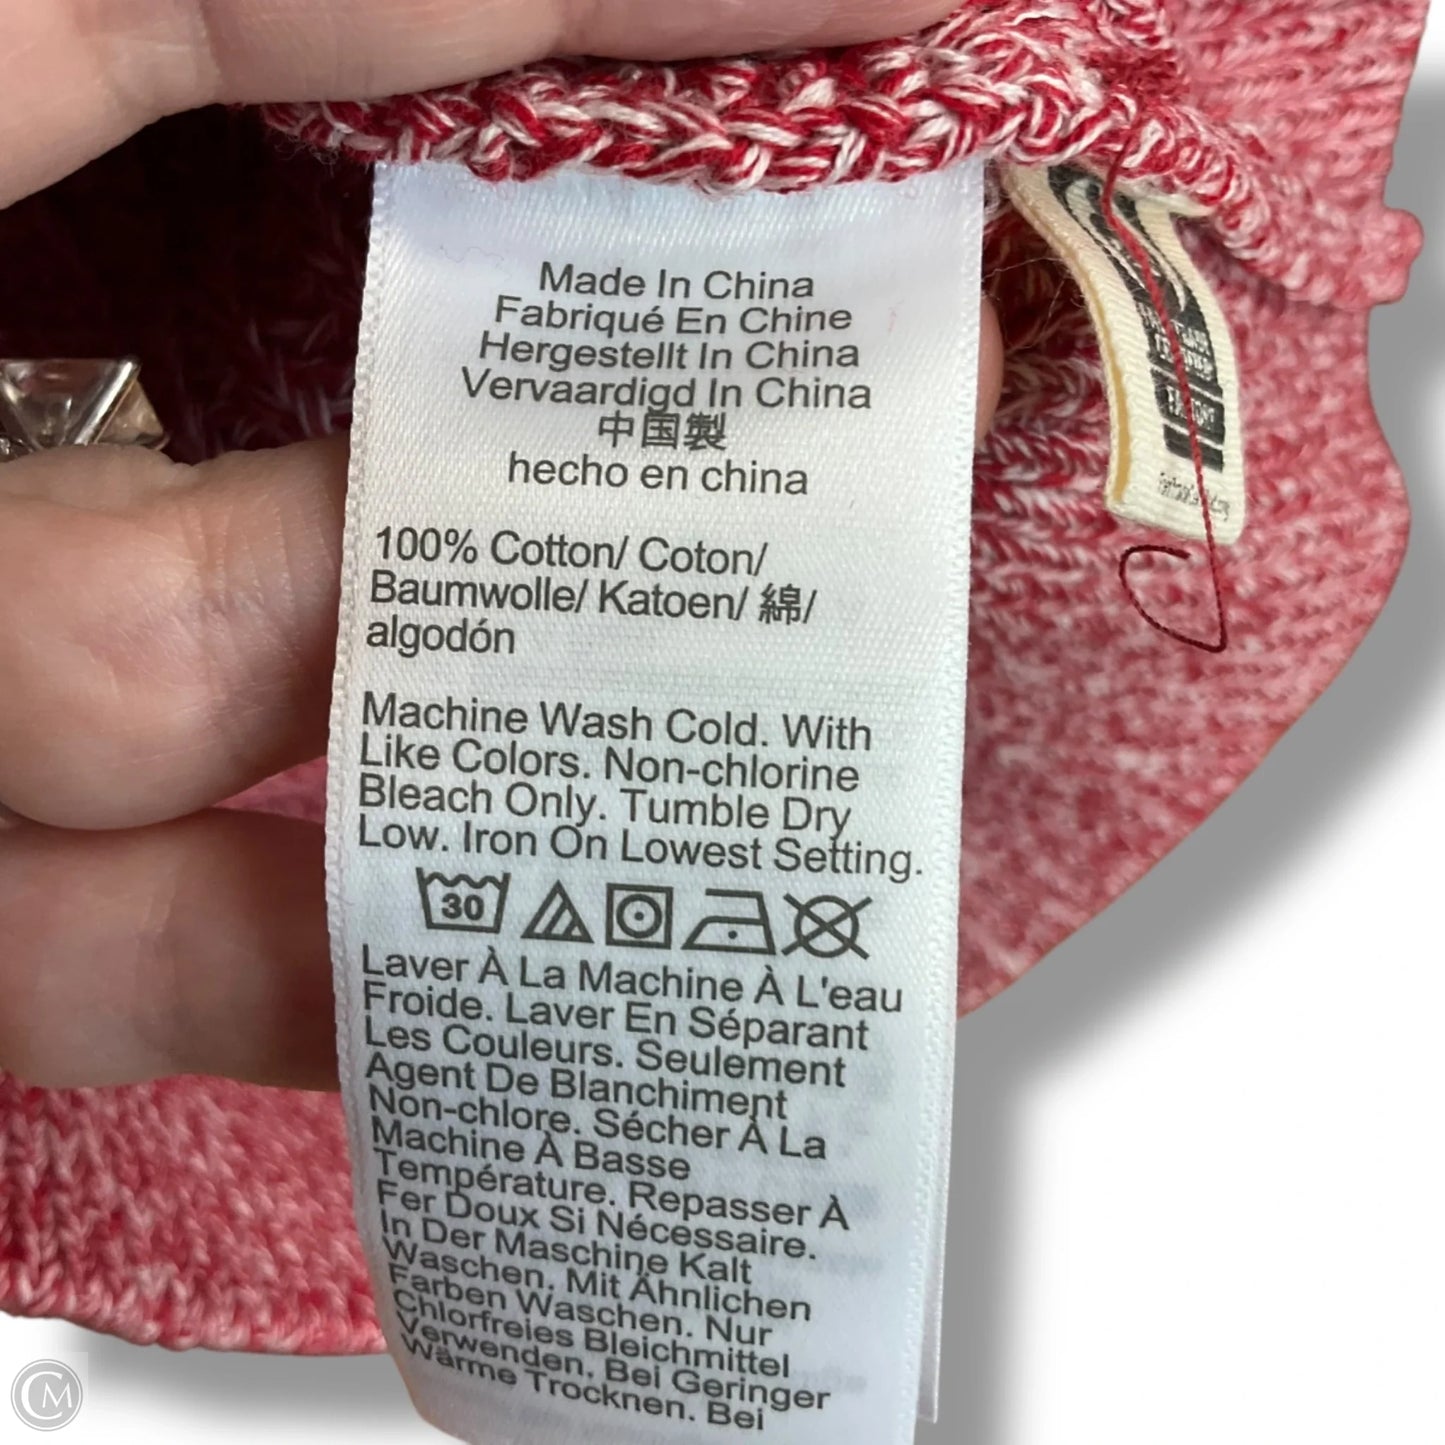 Made In China
Fabriqué En Chine
Hergestellt In China
Vervaardigd In China
中国製
hecho en china
100% Cotton/ Coton/
Baumwolle/ Katoen/ 綿/
algodón
Machine Wash Cold. With
Like Colors. Non-chlorine
Bleach Only. Tumble Dry
Low. Iron On Lowest Setting.
30
Laver À La Machine À L'eau
Froide. Laver En Séparant
Les Couleurs. Seulement
Agent De Blanchiment
Non-chlore. Sécher À La
Machine À Basse
Température. Repasser À
Fer Doux Si Nécessaire.
In Der Maschine Kalt
Waschen. Mit Ähnlichen
Farben Waschen. Nur
Chlorfreies Bleichmittel
Verwenden. Bei Geringer
Wärme Trocknen. Bei
CM